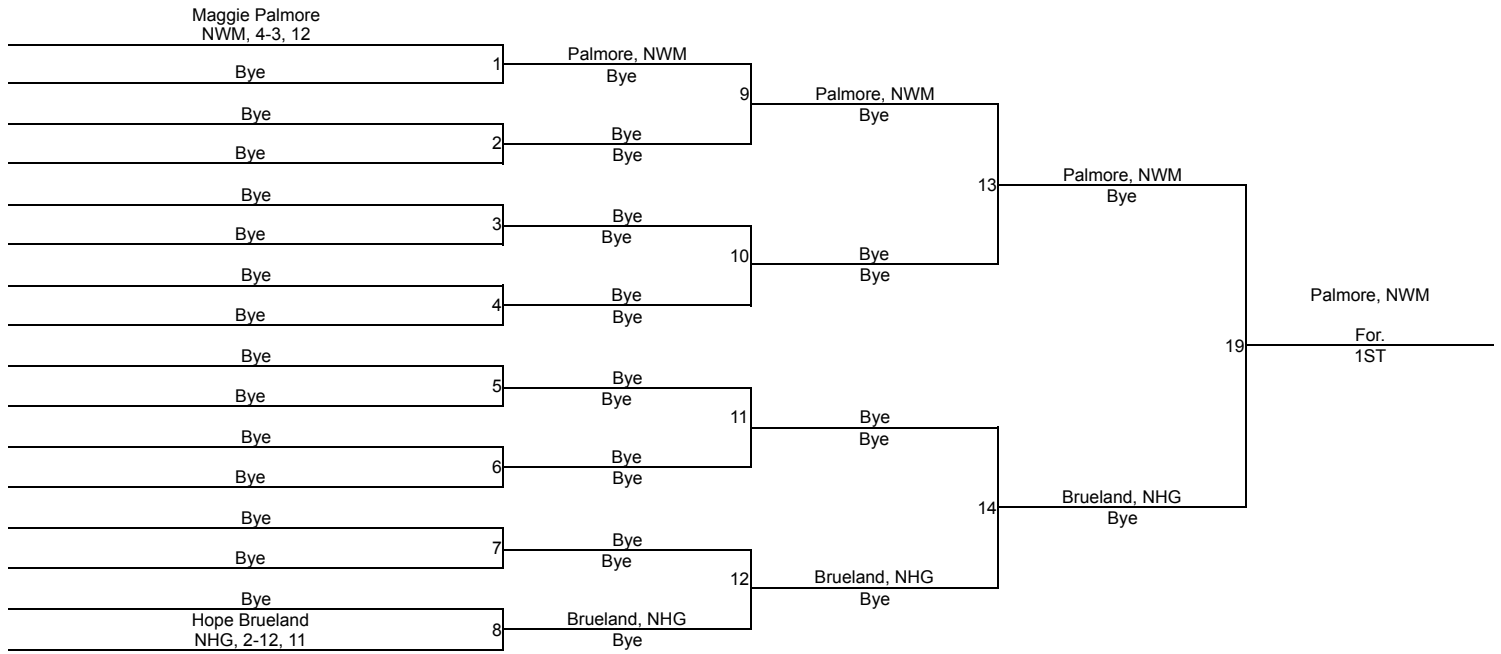 Maggie Palmore
NWM, 4-3, 12
Bye
1
Bye
Bye
2
Bye
Bye
3
Bye
Bye
4
Bye
Bye
5
Bye
Bye
6
Bye
Bye
7
Bye
Hope Brueland
NHG, 2-12, 11
8
Palmore, NWM
Bye
9
Bye
Bye
Bye
Bye
10
Bye
Bye
Bye
Bye
11
Bye
Bye
Bye
Bye
12
Brueland, NHG
Bye
Palmore, NWM
Bye
13
Bye
Bye
Bye
Bye
14
Brueland, NHG
Bye
Palmore, NWM
Bye
19
Brueland, NHG
Bye
Palmore, NWM
For.
1ST